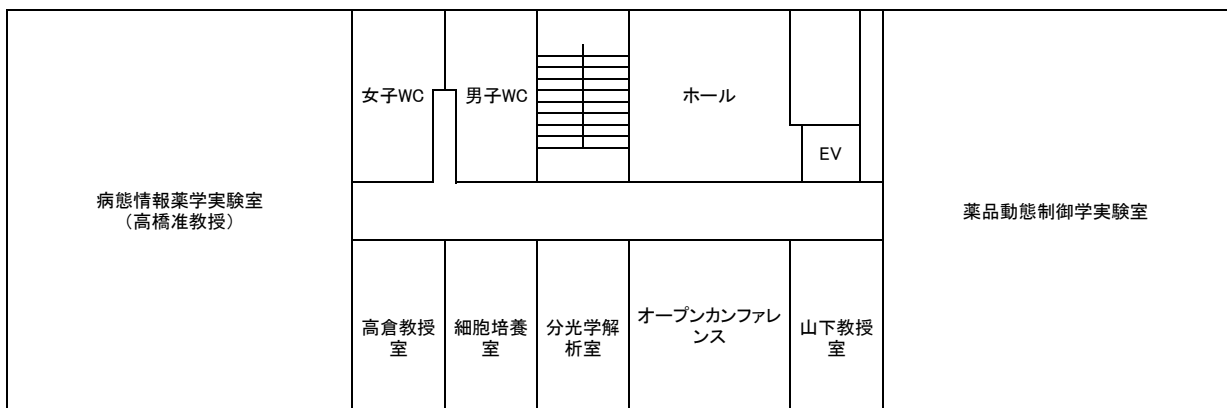 女子WC
男子WC
ホール
EV
病態情報薬学実験室
(高橋准教授)
薬品動態制御学実験室
高倉教授
室
細胞培養
室
分光学解
析室
オープンカンファレ
ンス
山下教授
室